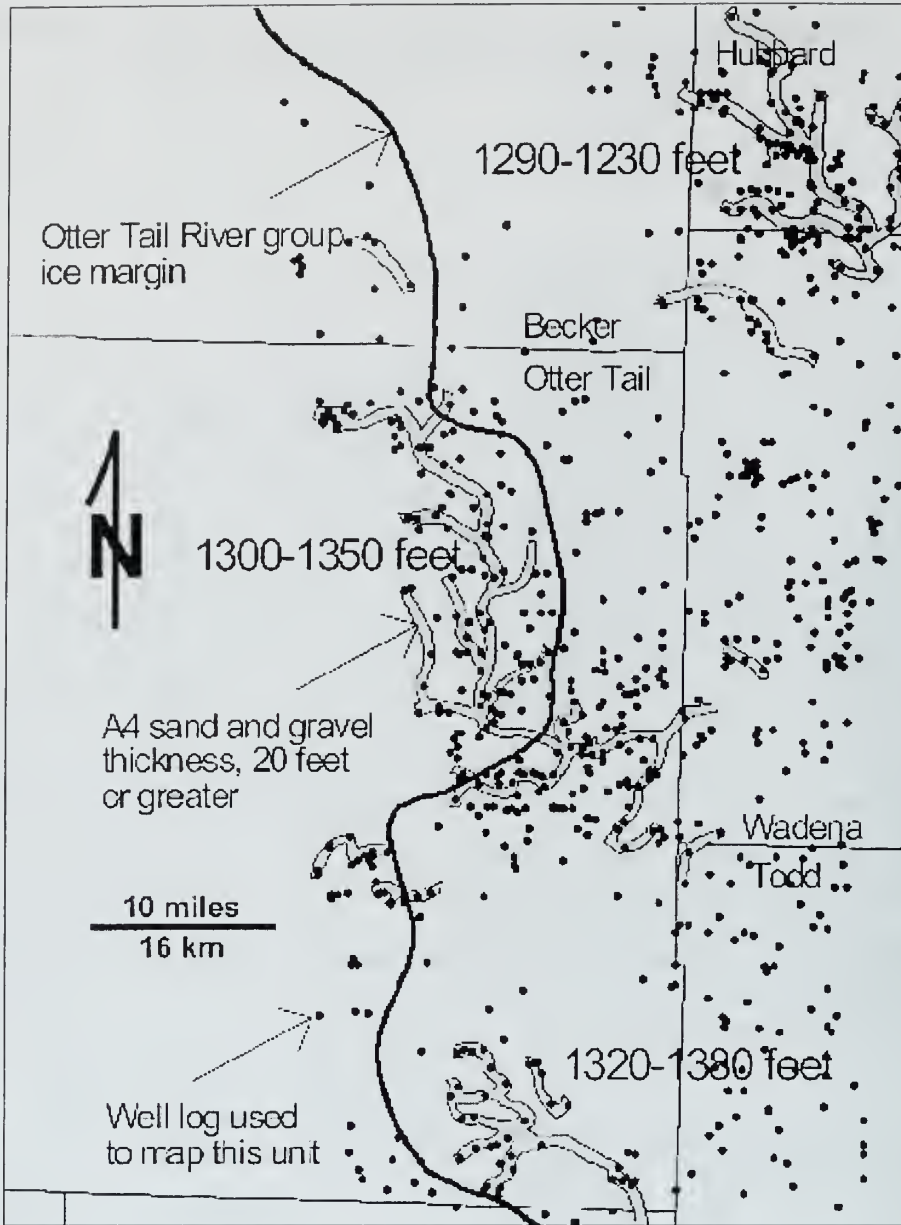 Hubbard
1290-1230 feet
Otter Tail River group
ice margin
Becker
Otter Tail
N
1300-1350 feet
A4 sand and gravel
thickness, 20 feet
or greater
Wadena
Todd
10 miles
16 km
1320-1380 feet
Well log used
to map this unit